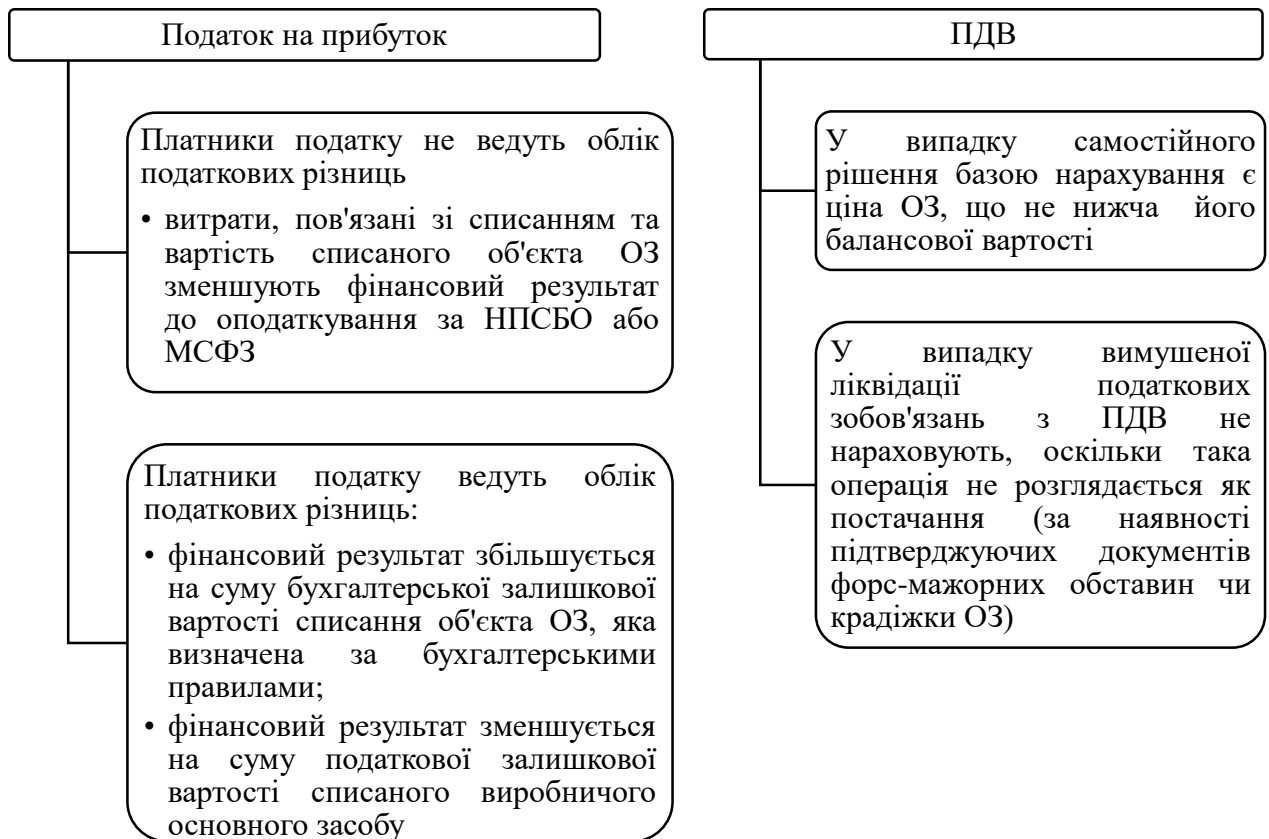 Податок на прибуток
Платники податку не ведуть облік
податкових різниць
• витрати, пов'язані зі списанням та
вартість списаного об'єкта ОЗ
зменшують фінансовий результат
до оподаткування за НПСБО або
МСФЗ
Платники податку ведуть облік
податкових різниць:
• фінансовий результат збільшується
на суму бухгалтерської залишкової
вартості списання об'єкта ОЗ, яка
визначена за бухгалтерськими
правилами;
• фінансовий результат зменшується
на суму податкової залишкової
вартості списаного виробничого
основного засобу
ПДВ
У випадку самостійного
рішення базою нарахування є
ціна ОЗ, що не нижча його
балансової вартості
У випадку вимушеної
ліквідації податкових
зобов'язань з ПДВ не
нараховують, оскільки така
операція не розглядається як
постачання (за наявності
підтверджуючих документів
форс-мажорних обставин чи
крадіжки ОЗ)